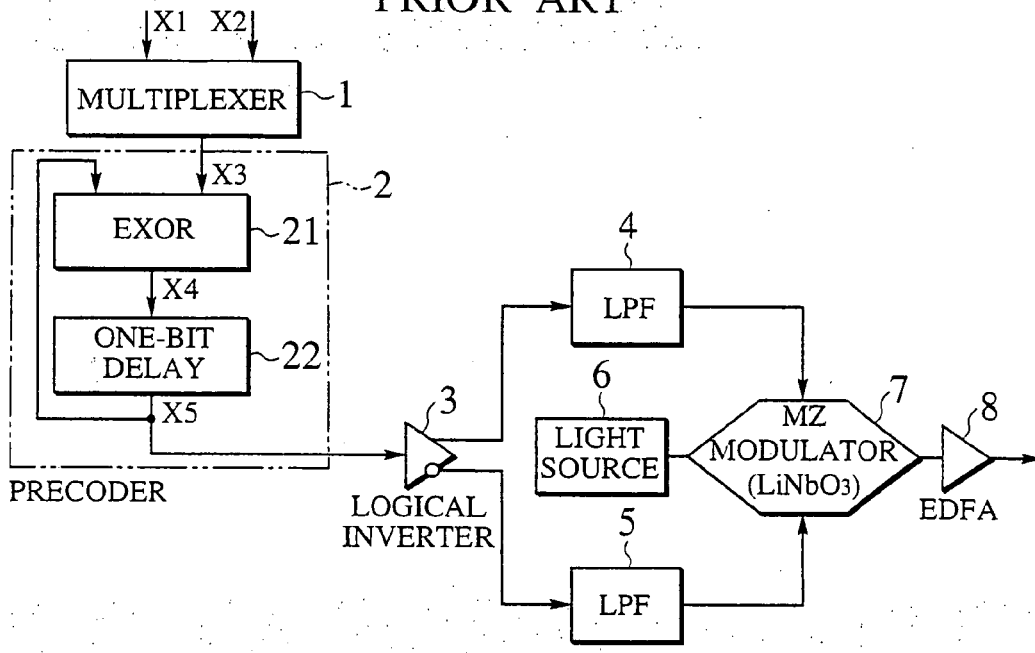 PRIOR ART
X1 X2
MULTIPLEXER
1
X3
2
EXOR
21
X4
ONE-BIT
DELAY
22
X5
PRECODER
3
LOGICAL
INVERTER
4
LPF
6
LIGHT
SOURCE
5
LPF
7
MZ
MODULATOR
(LiNbO3)
8
EDFA